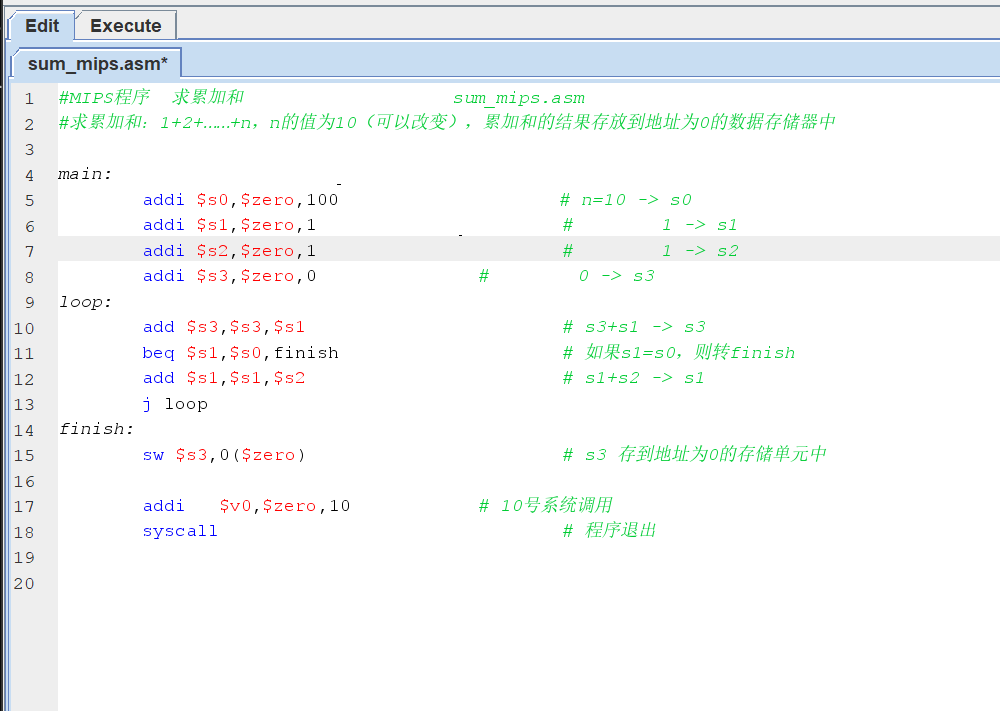 Edit Execute
sum_mips.asm*
1 #MIPS程序 求累加和 sum_mips.asm
2 #求累加和：1+2+……+n，n的值为10（可以改变），累加和的结果存放到地址为0的数据存储器中
3
4 main:
5 addi $s0,$zero,100 # n=10 -> s0
6 addi $s1,$zero,1 # 1 -> s1
7 addi $s2,$zero,1 # 1 -> s2
8 addi $s3,$zero,0 # 0 -> s3
9 loop:
10 add $s3,$s3,$s1 # s3+s1 -> s3
11 beq $s1,$s0,finish # 如果s1=s0，则转finish
12 add $s1,$s1,$s2 # s1+s2 -> s1
13 j loop
14 finish:
15 sw $s3,0($zero) # s3 存到地址为0的存储单元中
16
17 addi $v0,$zero,10 # 10号系统调用
18 syscall # 程序退出
19
20